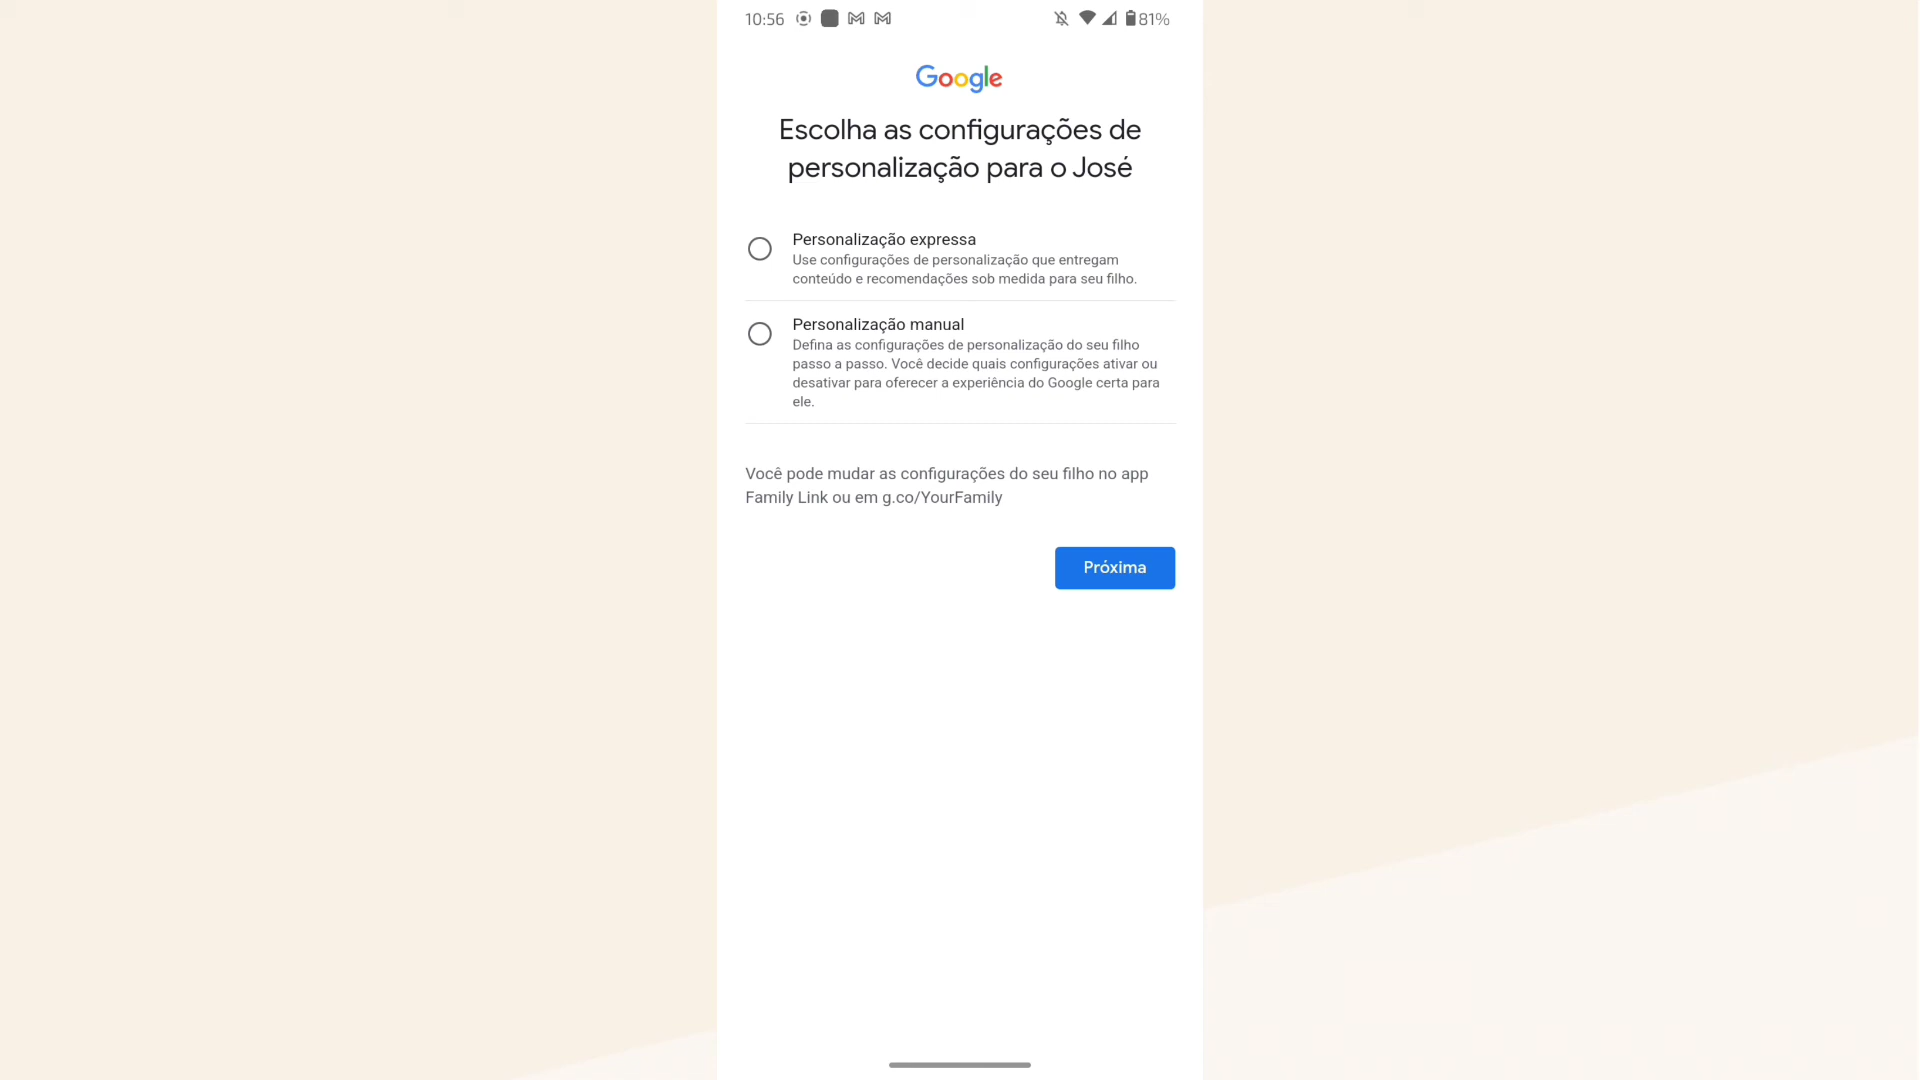 10:56
81%
Google
Escolha as configurações de
personalização para o José
Personalização expressa
Use configurações de personalização que entregam
conteúdo e recomendações sob medida para seu filho.
Personalização manual
Defina as configurações de personalização do seu filho
passo a passo. Você decide quais configurações ativar ou
desativar para oferecer a experiência do Google certa para
ele.
Você pode mudar as configurações do seu filho no app
Family Link ou em g.co/YourFamily
Próxima